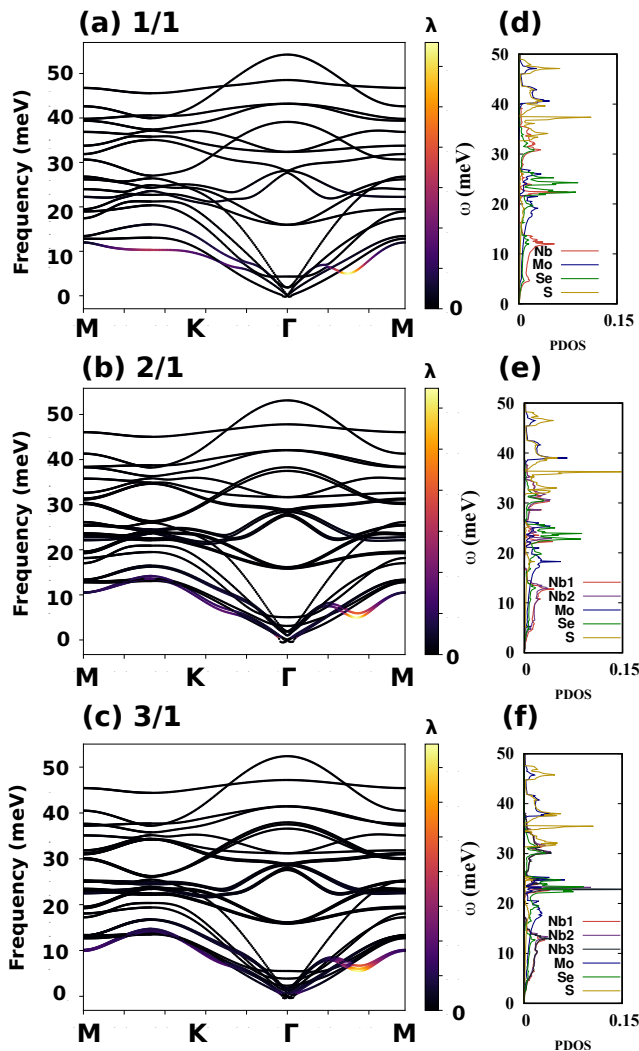 (a) 1/1
λ
(d)
Frequency (meV)
50
40
30
20
10
0
M K Γ M
0
ω (meV)
50
40
30
20
10
0
Nb
Mo
Se
S
0 0.15
PDOS
(b) 2/1
λ
(e)
Frequency (meV)
50
40
30
20
10
0
M K Γ M
0
ω (meV)
50
40
30
20
10
0
Nb1
Nb2
Mo
Se
S
0 0.15
PDOS
(c) 3/1
λ
(f)
Frequency (meV)
50
40
30
20
10
0
M K Γ M
0
ω (meV)
50
40
30
20
10
0
Nb1
Nb2
Nb3
Mo
Se
S
0 0.15
PDOS